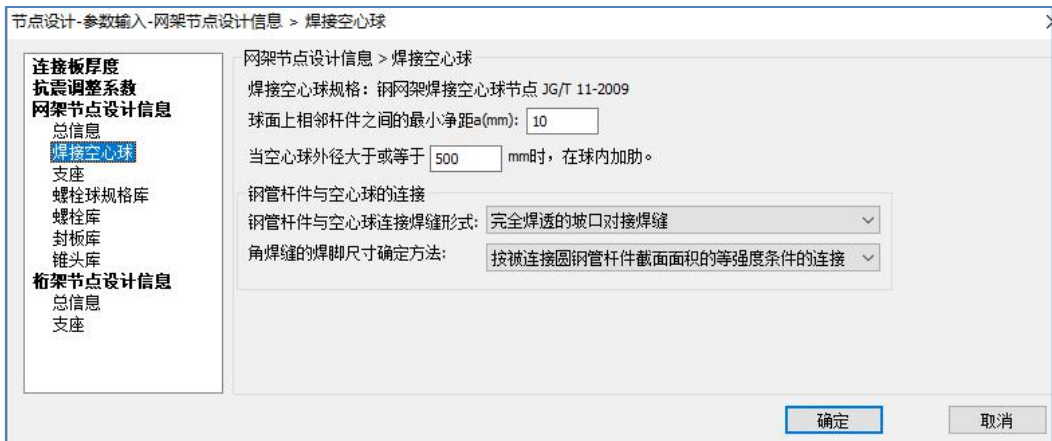 节点设计-参数输入-网架节点设计信息 > 焊接空心球
连接板厚度
抗震调整系数
网架节点设计信息
总信息
焊接空心球
支座
螺栓球规格库
螺栓库
封板库
锥头库
桁架节点设计信息
总信息
支座
网架节点设计信息 > 焊接空心球
焊接空心球规格：钢网架焊接空心球节点 JG/T 11-2009
球面上相邻杆件之间的最小净距a(mm): 10
当空心球外径大于或等于 500 mm时，在球内加肋。
钢管杆件与空心球的连接
钢管杆件与空心球连接焊缝形式: 完全焊透的坡口对接焊缝
角焊缝的焊脚尺寸确定方法: 按被连接圆钢管杆件截面面积的等强度条件的连接
确定 取消